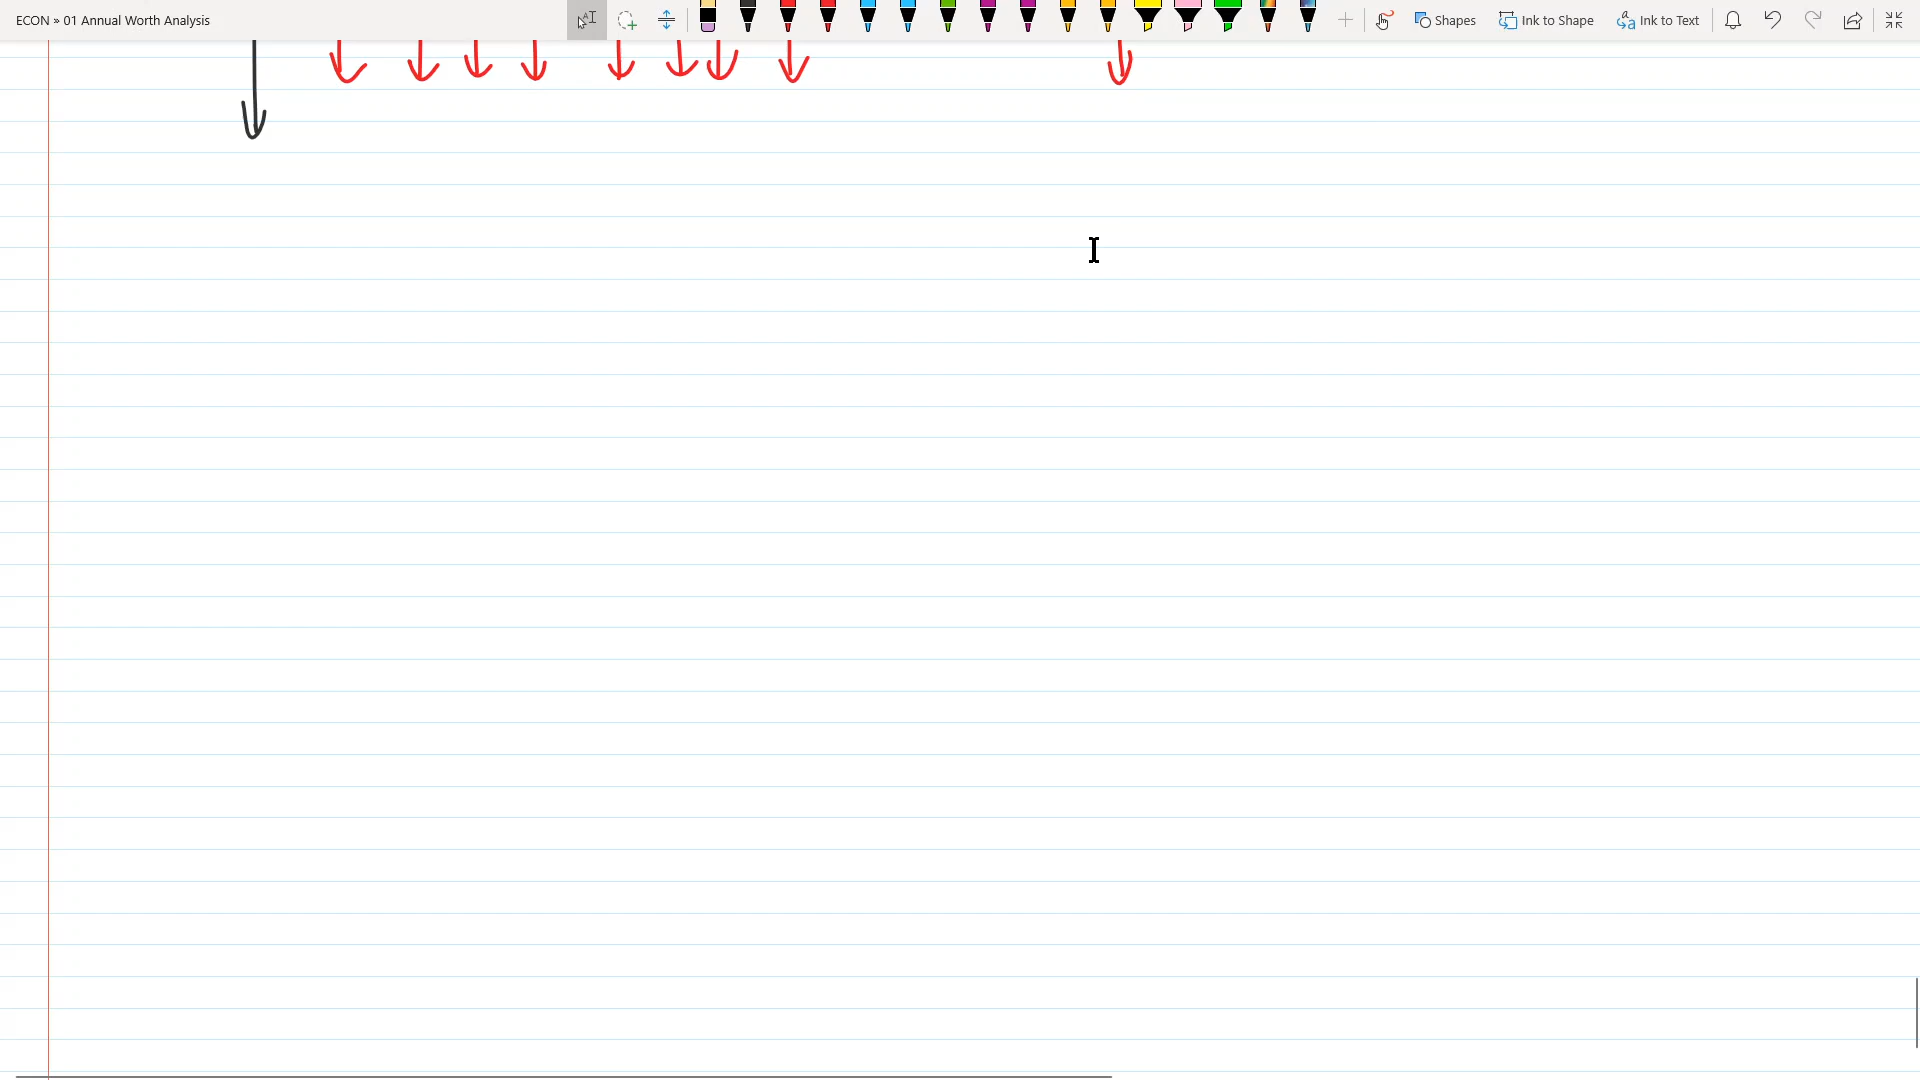 ECON » 01 Annual Worth Analysis
Shapes
Ink to Shape
Ink to Text